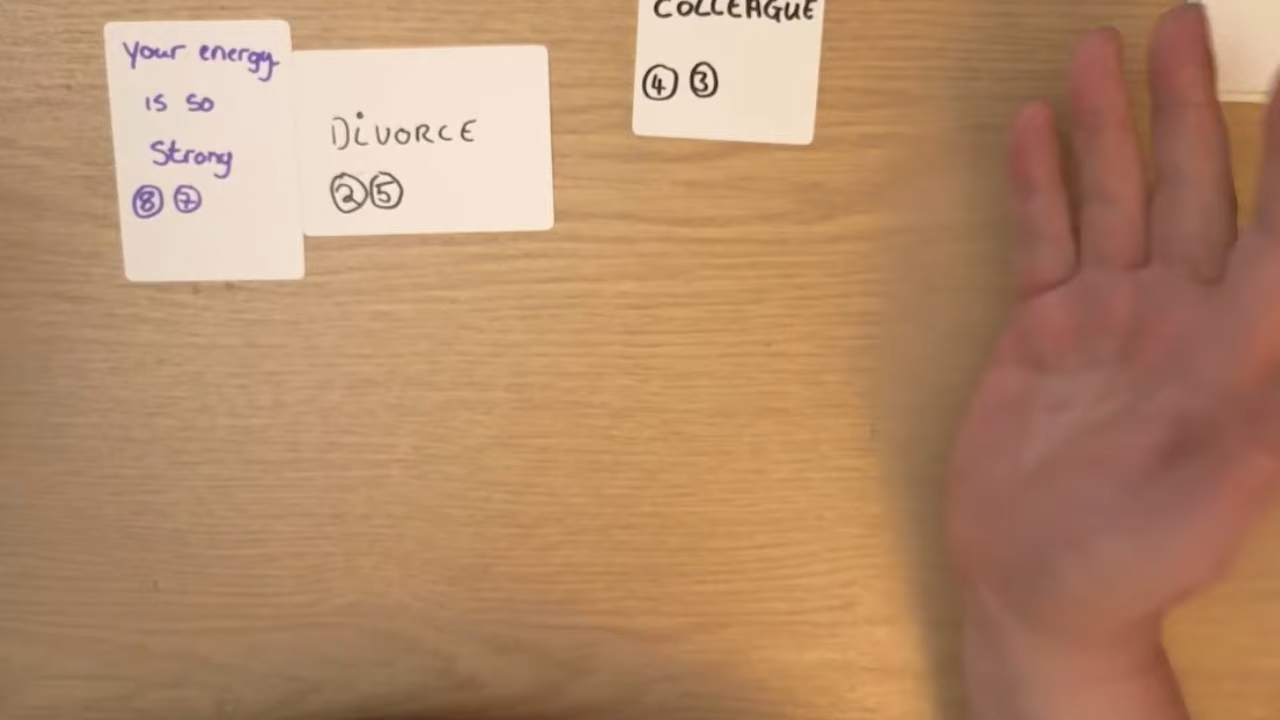 Your energy
is so
Strong
⑧ ⑦
DiVORCE
② ⑤
COLLEAGUE
④ ③